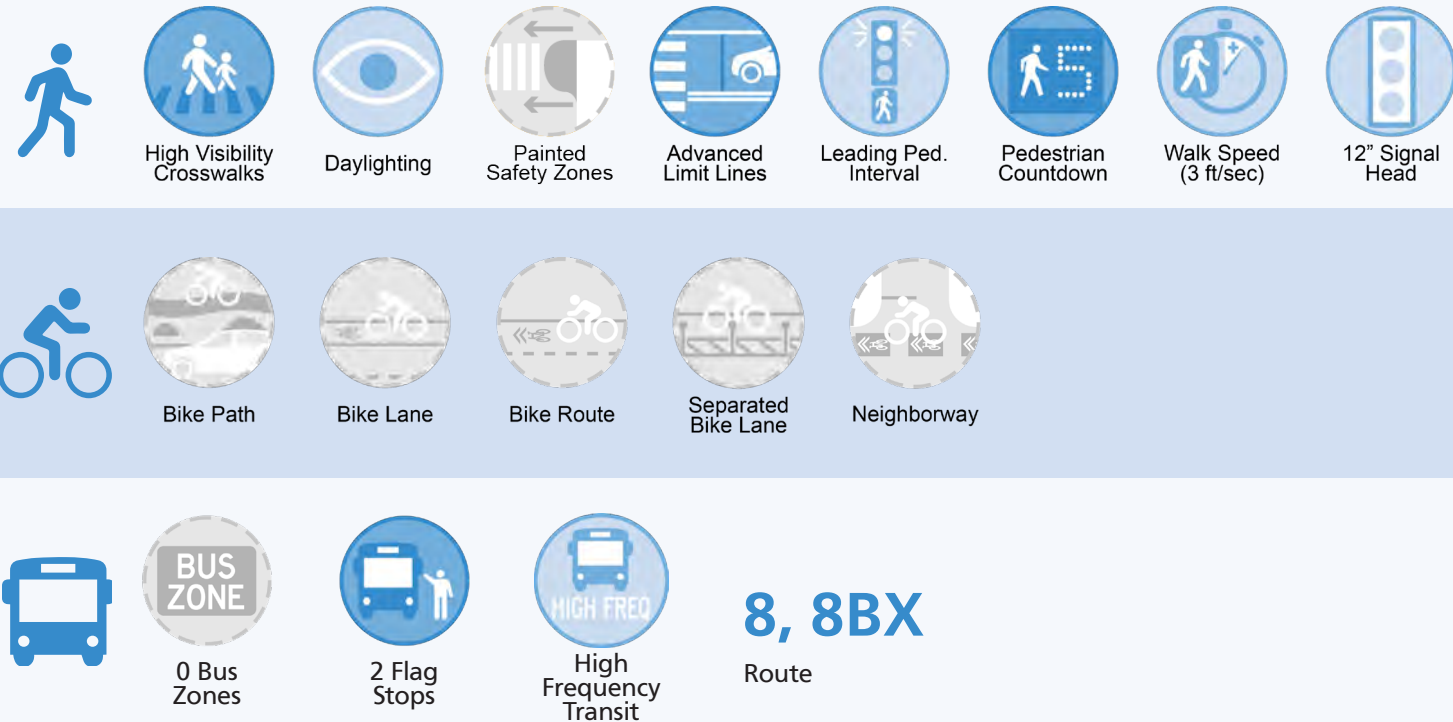 5
High Visibility
Crosswalks
Daylighting
Painted
Safety Zones
Advanced
Limit Lines
Leading Ped.
Interval
Pedestrian
Countdown
Walk Speed
(3 ft/sec)
12” Signal
Head
Bike Path
Bike Lane
Bike Route
Separated
Bike Lane
Neighborway
BUS
ZONE
0 Bus
Zones
2 Flag
Stops
HIGH FREQ
High
Frequency
Transit
8, 8BX
Route